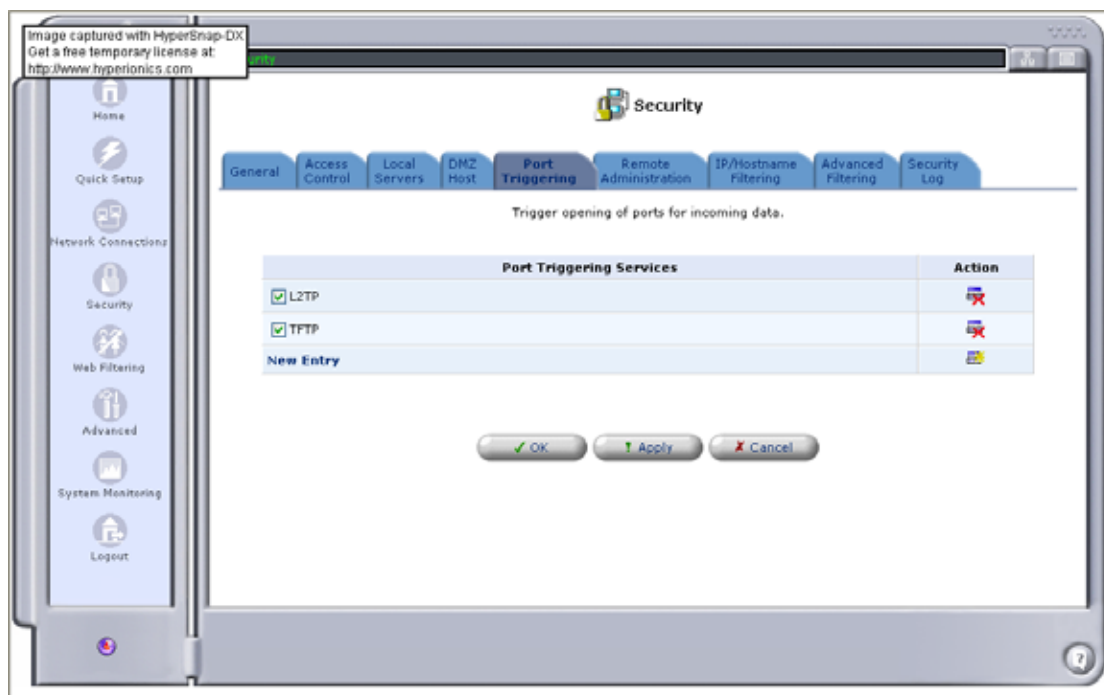 Image captured with HyperSnap-DX
Get a free temporary license at:
http://www.hyperionics.com
urity
Home
Quick Setup
Network Connections
Security
Web Filtering
Advanced
System Monitoring
Logout
Security
General
Access Control
Local Servers
DMZ Host
Port Triggering
Remote Administration
IP/Hostname Filtering
Advanced Filtering
Security Log
Trigger opening of ports for incoming data.
Port Triggering Services Action
L2TP
TFTP
New Entry
OK Apply Cancel
?